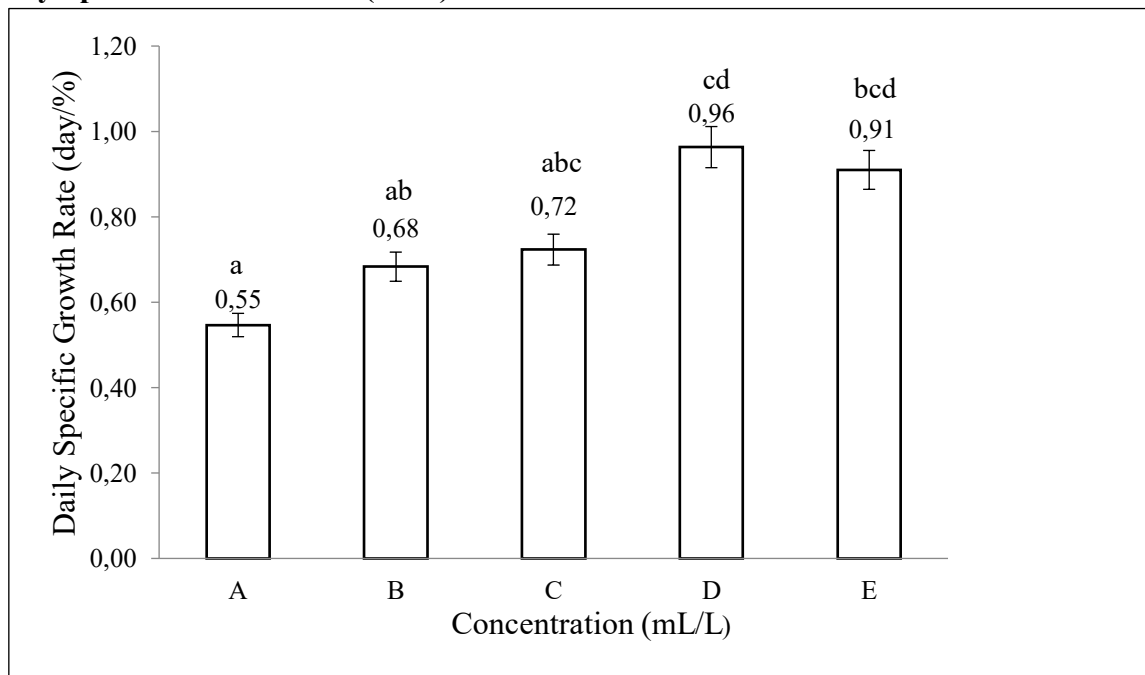 1,20
1,00
0,80
0,60
0,40
0,20
0,00
Daily Specific Growth Rate (day/%)
a
0,55
ab
0,68
abc
0,72
cd
0,96
bcd
0,91
A B C D E
Concentration (mL/L)